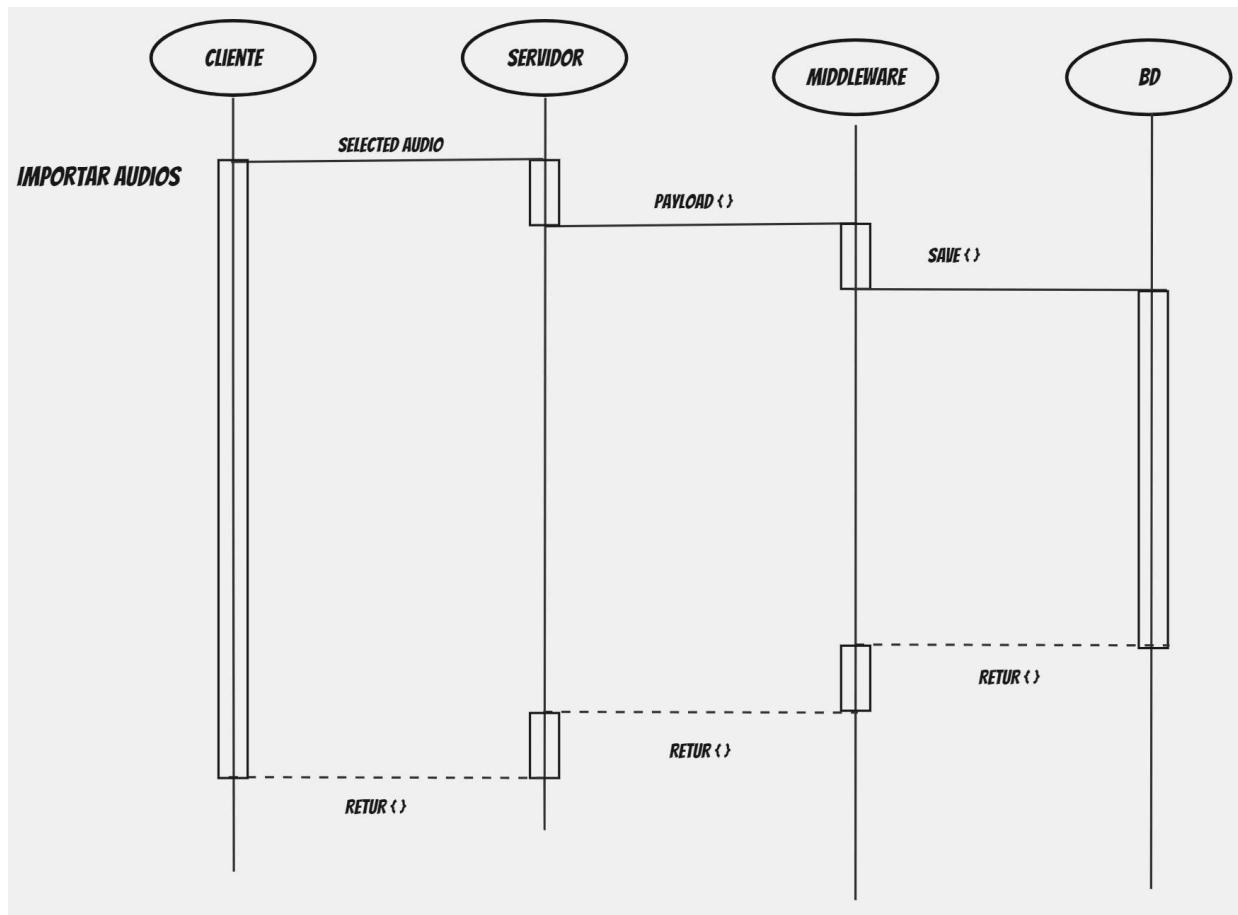 CLIENTE
SERVIDOR
MIDDLEWARE
BD
SELECTED AUDIO
IMPORTAR AUDIOS
PAYLOAD { }
SAVE { }
RETUR { }
RETUR { }
RETUR { }